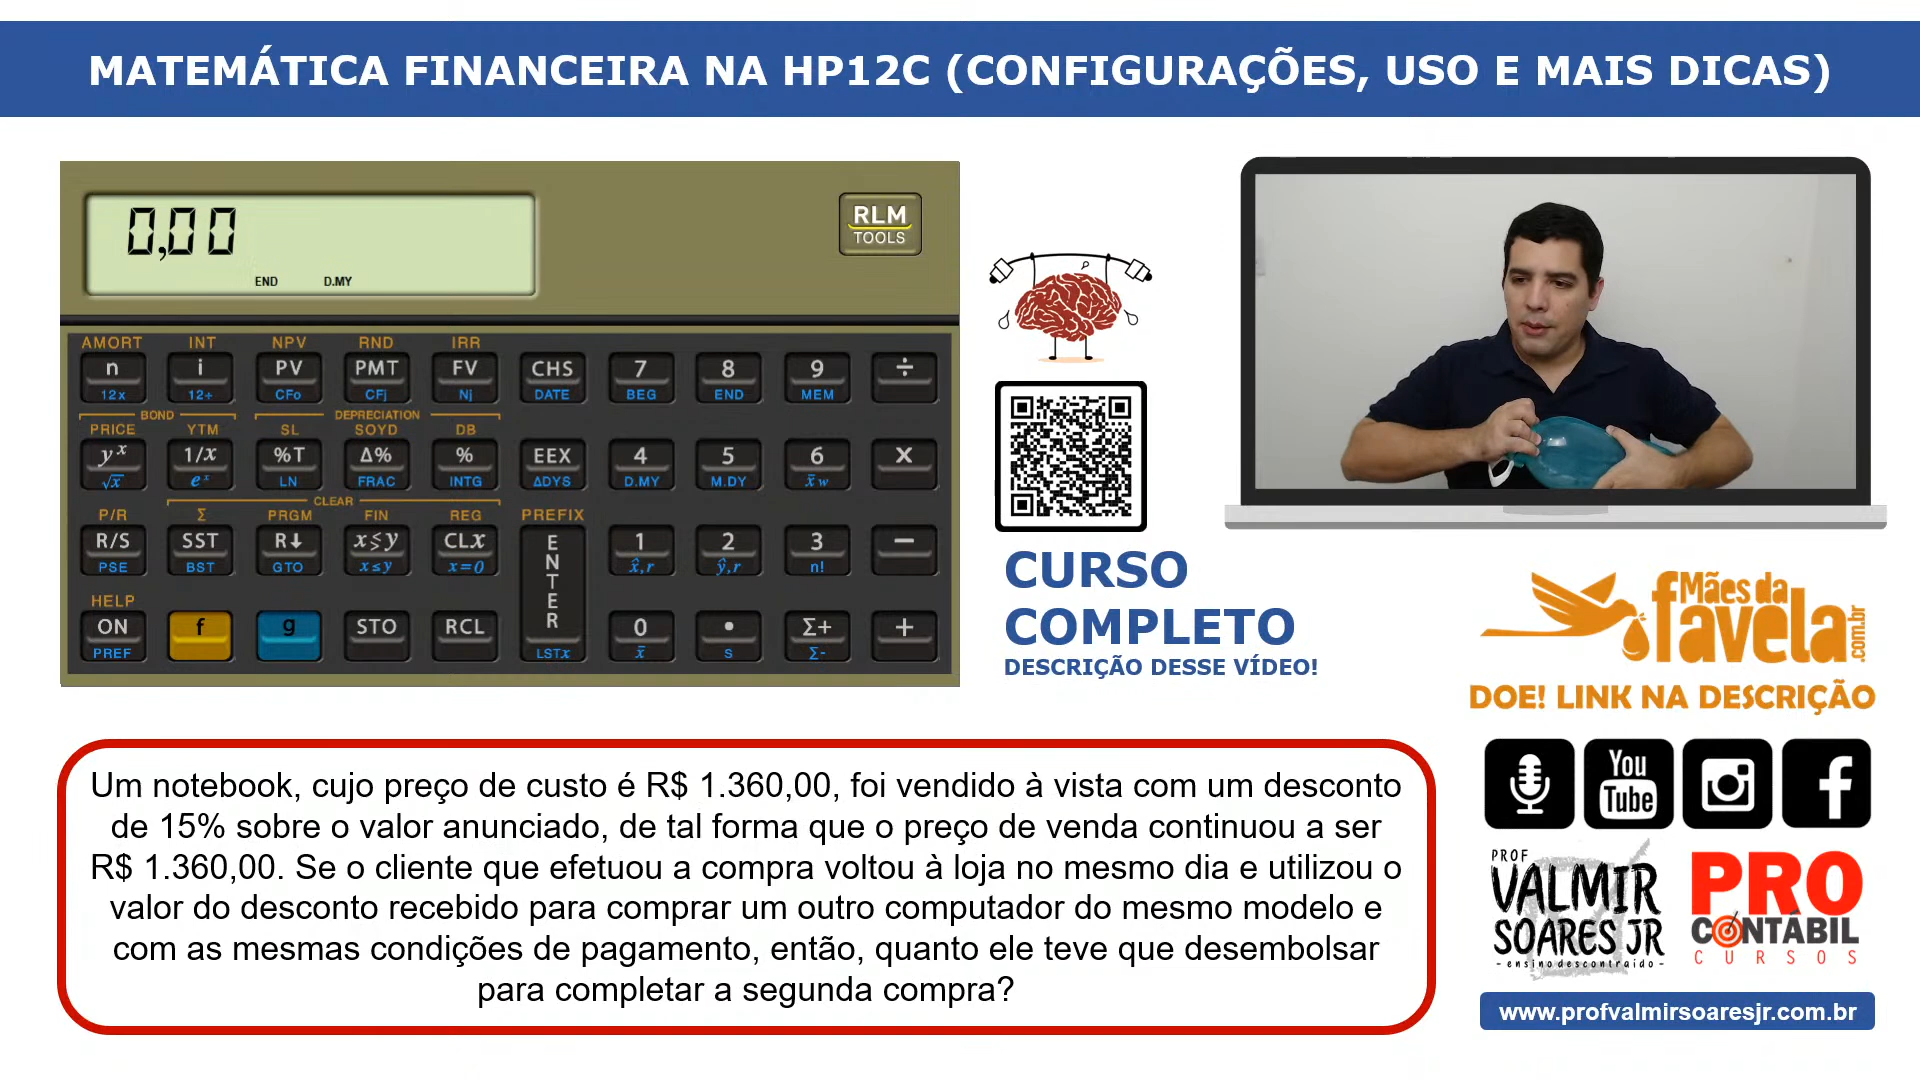 MATEMÁTICA FINANCEIRA NA HP12C (CONFIGURAÇÕES, USO E MAIS DICAS)
0,00
END D.MY
RLM
TOOLS
AMORT INT NPV RND IRR
n i PV PMT FV CHS 7 8 9 ÷
12x 12÷ CFo CFj Nj DATE BEG END MEM
BOND DEPRECIATION
PRICE YTM SL SOYD DB
yˣ 1/x %T Δ% % EEX 4 5 6 X
√x eˣ LN FRAC INTG ΔDYS D.MY M.DY x̄w
CLEAR
P/R Σ PRGM FIN REG PREFIX
R/S SST R↓ x≶y CLx ENTER 1 2 3 −
PSE BST GTO x≤y x=0 x̂,r ŷ,r n!
HELP
ON f g STO RCL 0 • Σ+ +
PREF LSTx x̄ s Σ-
CURSO
COMPLETO
DESCRIÇÃO DESSE VÍDEO!
Mães da
favela
.com.br
DOE! LINK NA DESCRIÇÃO
You
Tube
f
PROF
VALMIR
SOARES JR
- ensino descontraído -
PRO
CONTÁBIL
CURSOS
www.profvalmirsoaresjr.com.br
Um notebook, cujo preço de custo é R$ 1.360,00, foi vendido à vista com um desconto
de 15% sobre o valor anunciado, de tal forma que o preço de venda continuou a ser
R$ 1.360,00. Se o cliente que efetuou a compra voltou à loja no mesmo dia e utilizou o
valor do desconto recebido para comprar um outro computador do mesmo modelo e
com as mesmas condições de pagamento, então, quanto ele teve que desembolsar
para completar a segunda compra?